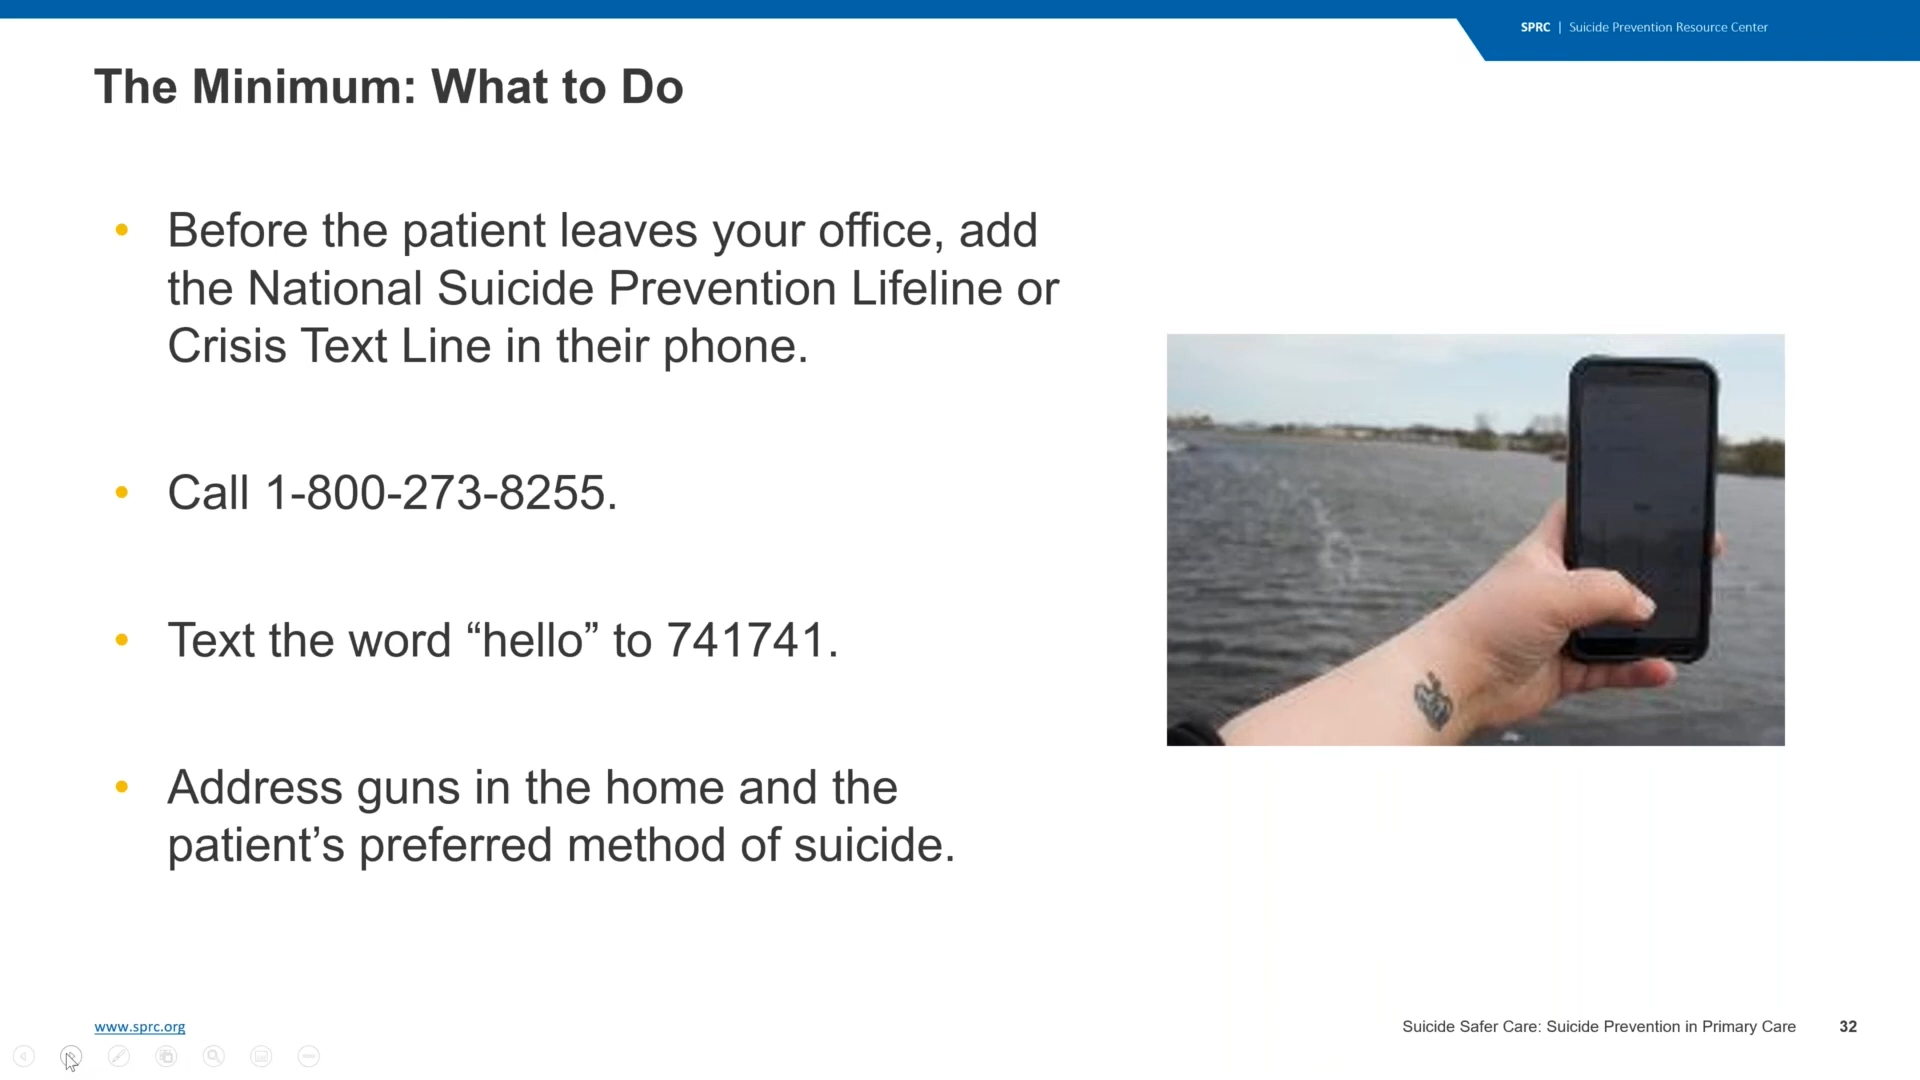 SPRC | Suicide Prevention Resource Center
The Minimum: What to Do
• Before the patient leaves your office, add
the National Suicide Prevention Lifeline or
Crisis Text Line in their phone.
• Call 1-800-273-8255.
• Text the word “hello” to 741741.
• Address guns in the home and the
patient’s preferred method of suicide.
www.sprc.org
Suicide Safer Care: Suicide Prevention in Primary Care 32